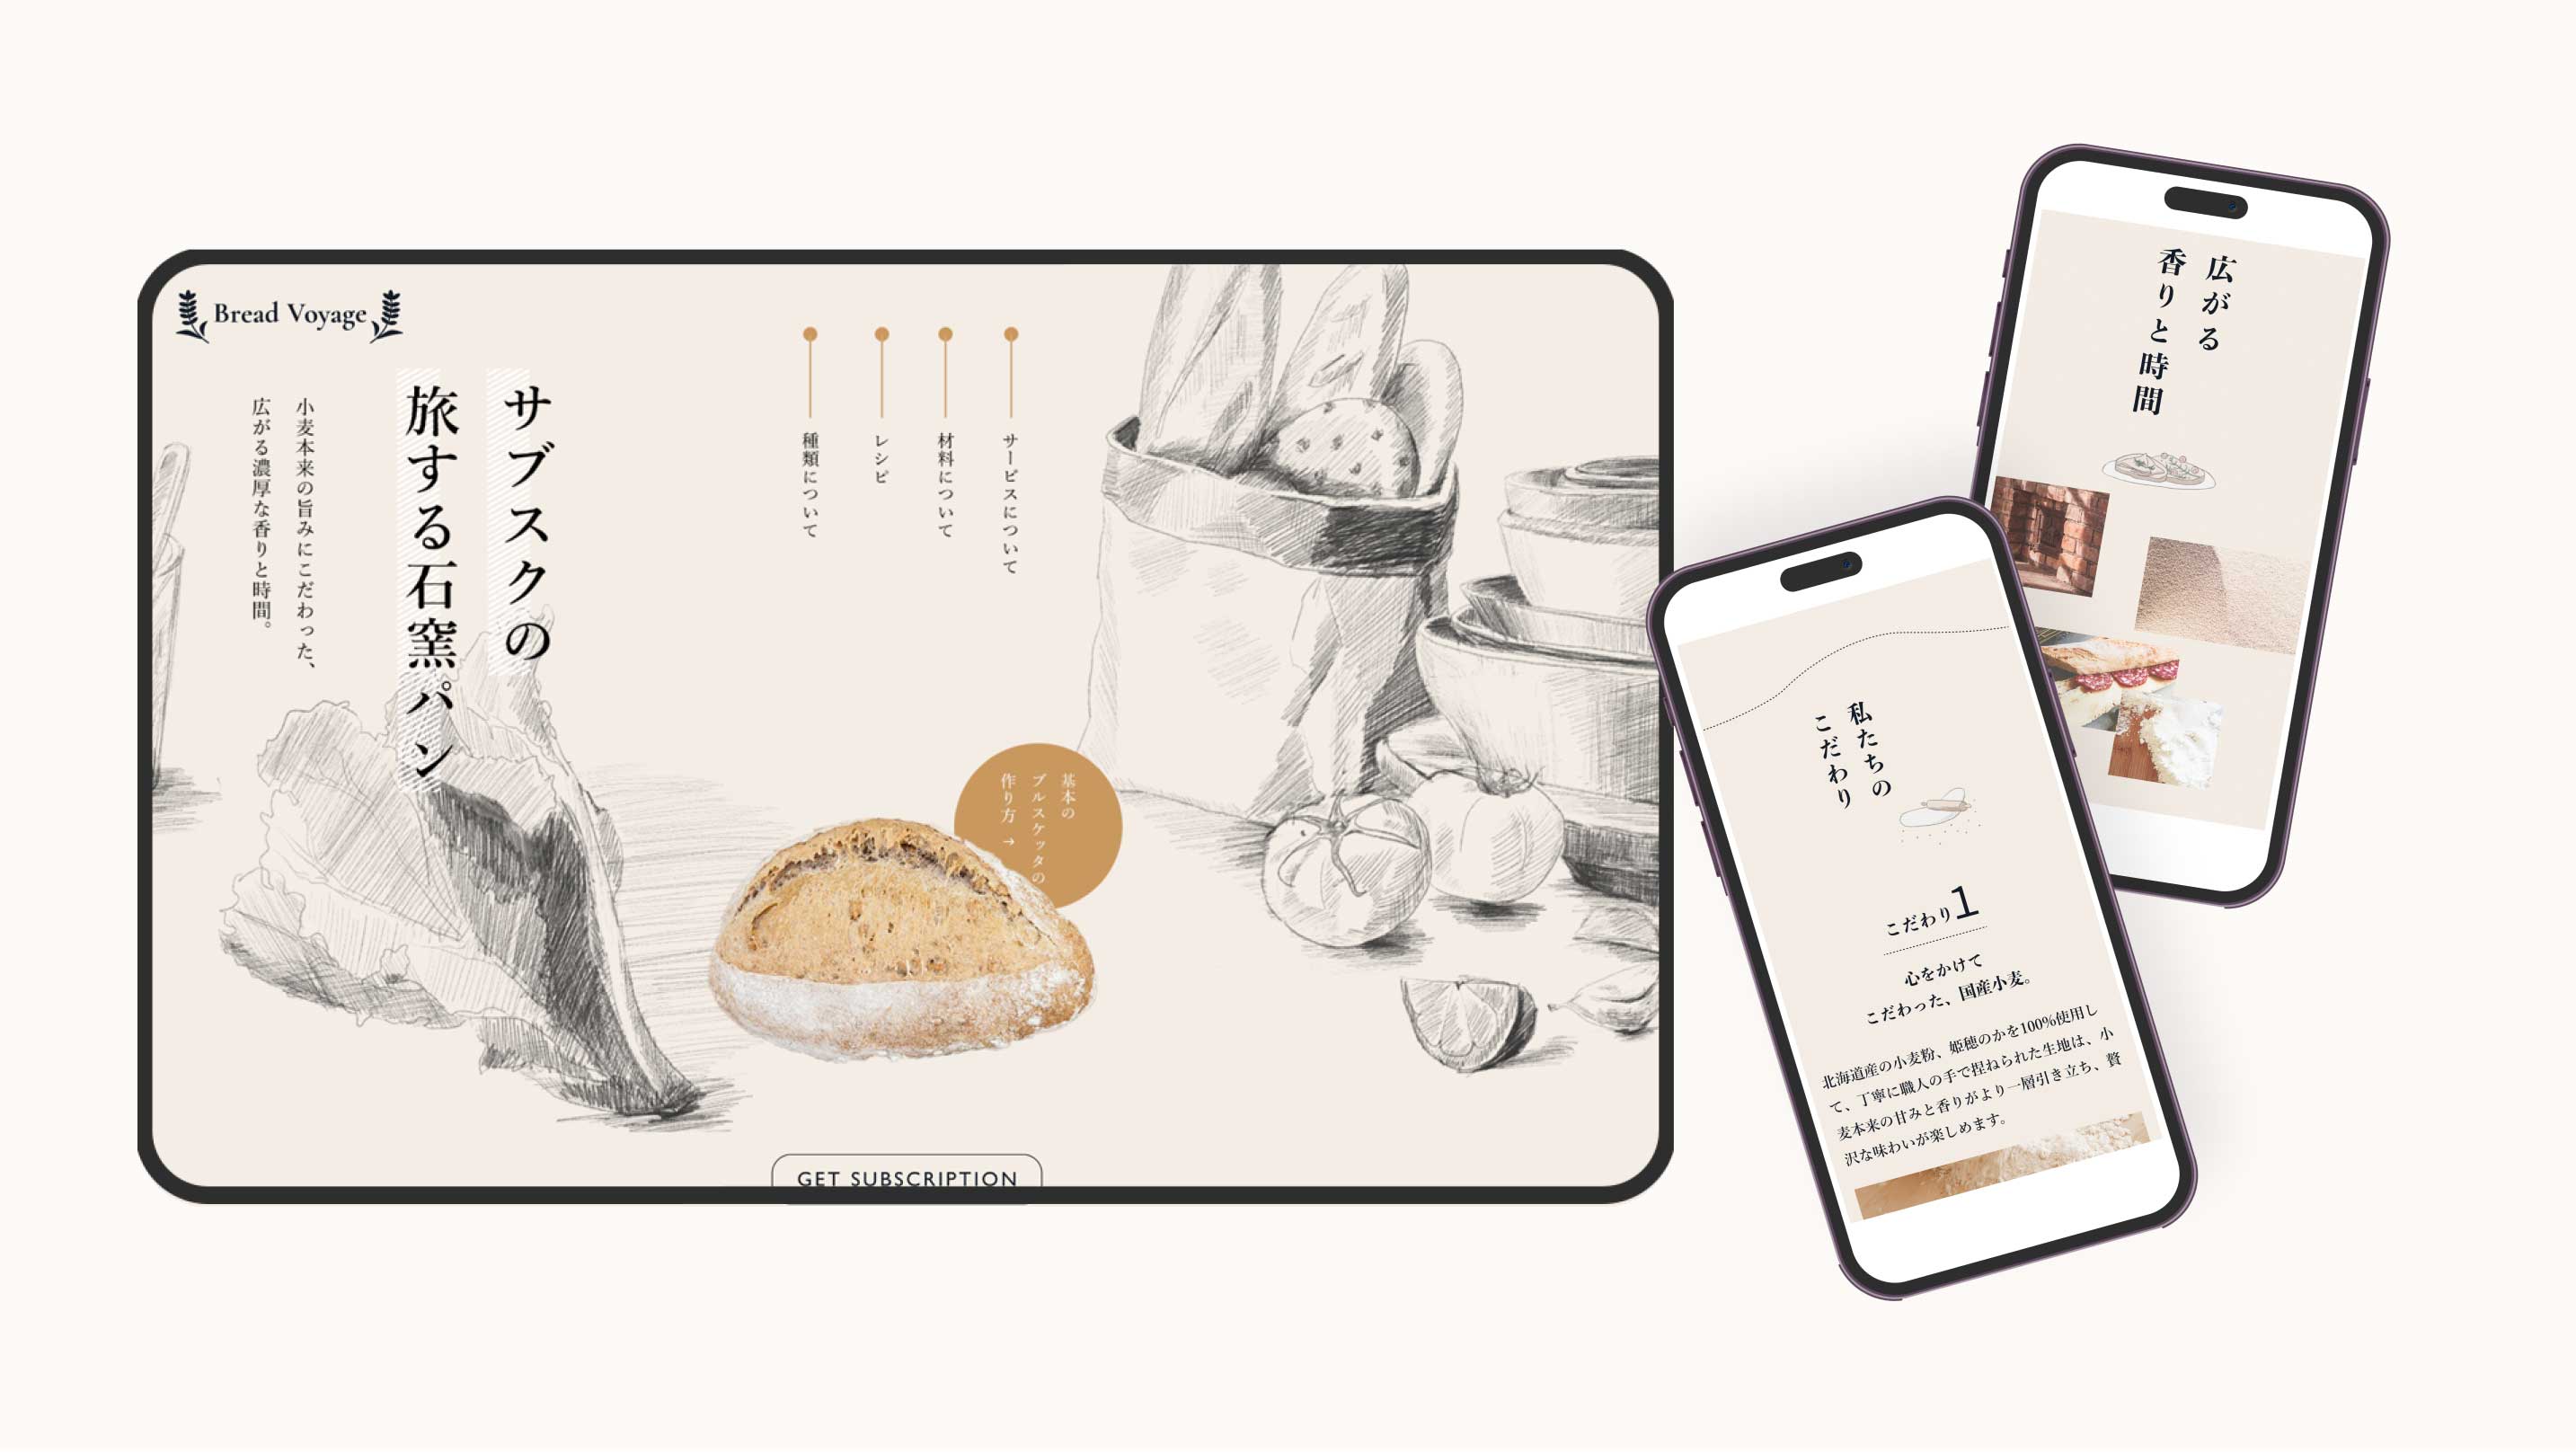 Bread Voyage
サブスクの
旅する石窯パン
小麦本来の旨みにこだわった、
広がる濃厚な香りと時間。
サービスについて
材料について
レシピ
種類について
基本の
ブルスケッタの
作り方 →
GET SUBSCRIPTION
広がる
香りと時間
私たちの
こだわり
こだわり1
心をかけて
こだわった、国産小麦。
北海道産の小麦粉、姫穂のかを100%使用し
て、丁寧に職人の手で捏ねられた生地は、小
麦本来の甘みと香りがより一層引き立ち、贅
沢な味わいが楽しめます。